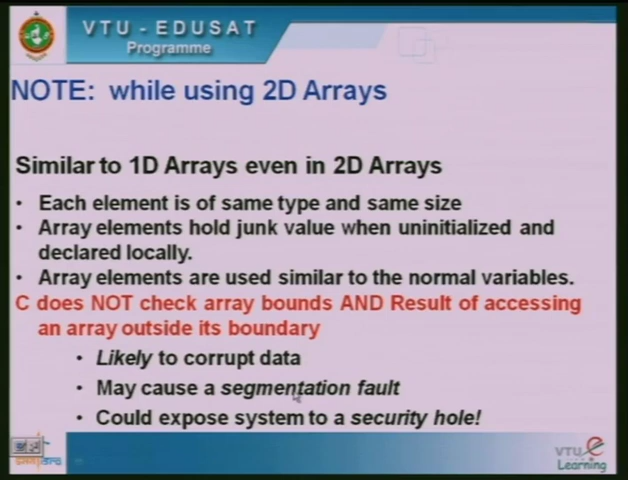 VTU - EDUSAT
Programme
NOTE: while using 2D Arrays
Similar to 1D Arrays even in 2D Arrays
• Each element is of same type and same size
• Array elements hold junk value when uninitialized and
declared locally.
• Array elements are used similar to the normal variables.
C does NOT check array bounds AND Result of accessing
an array outside its boundary
• Likely to corrupt data
• May cause a segmentation fault
• Could expose system to a security hole!
VTU e
Learning